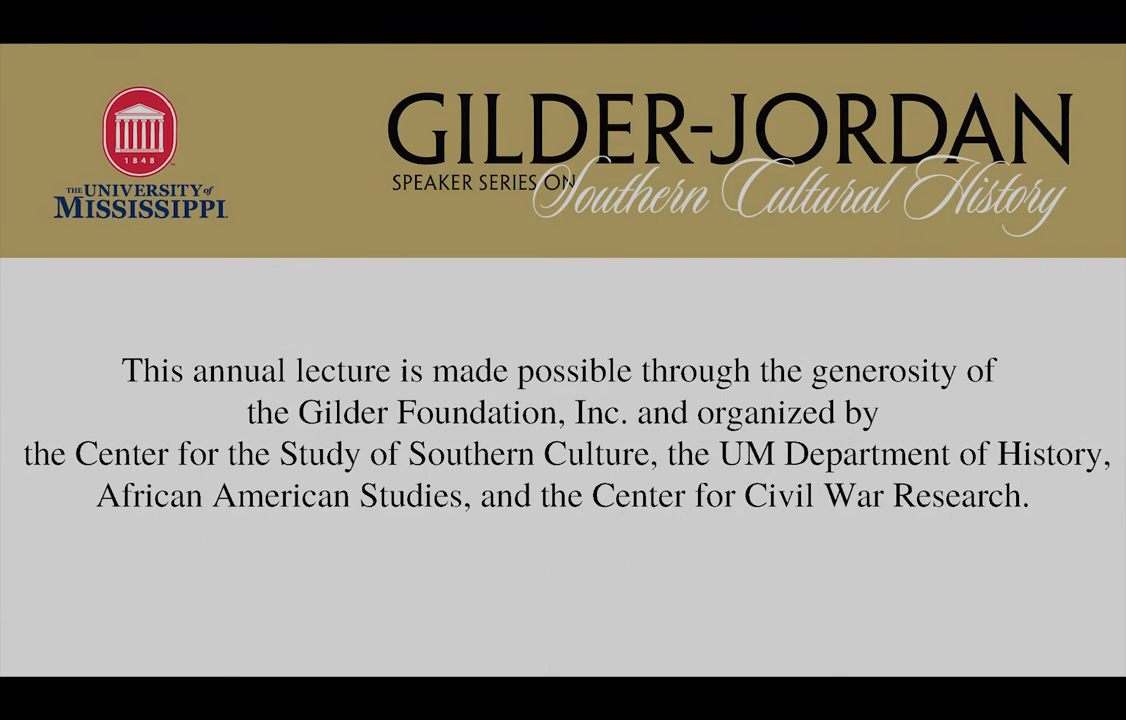 GILDER-JORDAN
SPEAKER SERIES ON Southern Cultural History
1848
THE UNIVERSITY of
MISSISSIPPI
This annual lecture is made possible through the generosity of
the Gilder Foundation, Inc. and organized by
the Center for the Study of Southern Culture, the UM Department of History,
African American Studies, and the Center for Civil War Research.